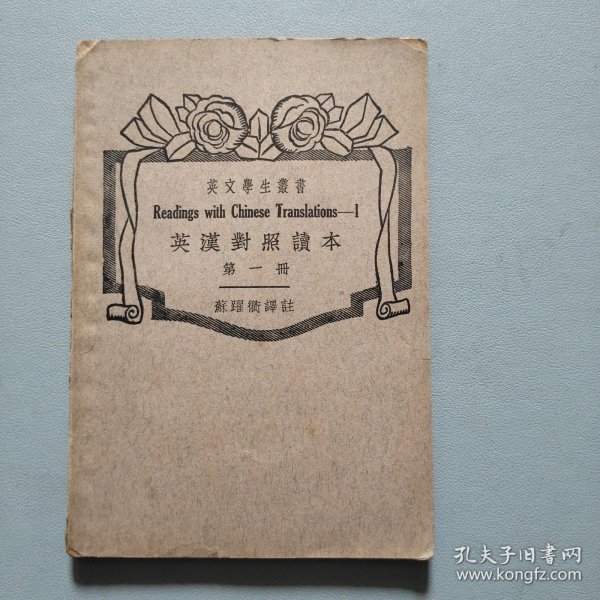 英文學生叢書
Readings with Chinese Translations—I
英漢對照讀本
第一冊
蘇躍衢譯註
孔夫子旧书网
www.kongfz.com